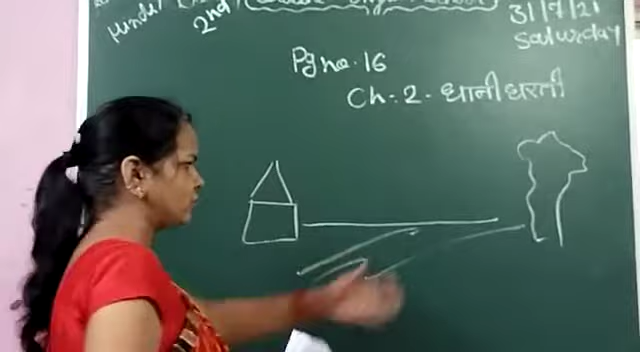 Hindi
2nd
31/7/21
Saturday
Pg no. 16
Ch:- 2 - धानी धरती